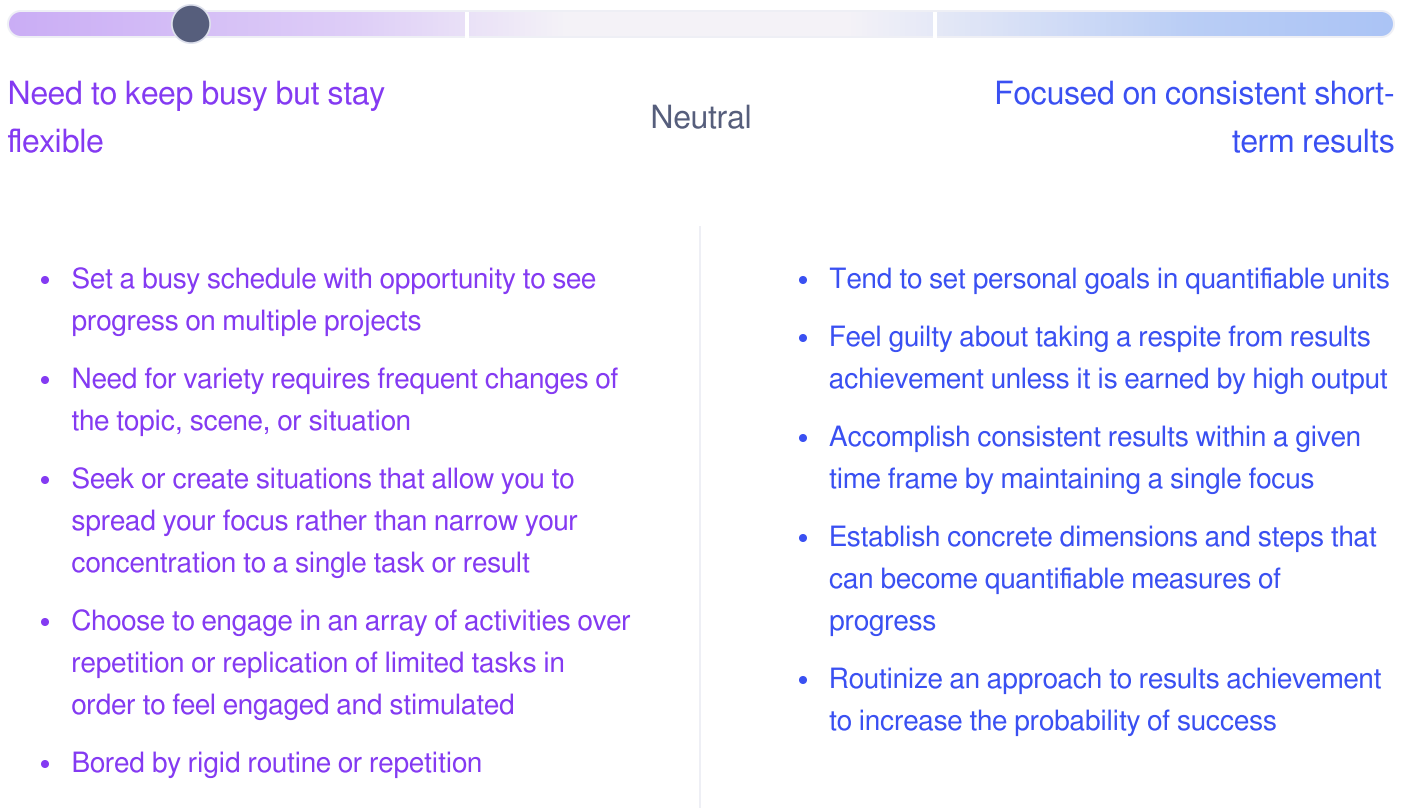 Need to keep busy but stay
flexible
Neutral
Focused on consistent short-
term results
• Set a busy schedule with opportunity to see
progress on multiple projects
• Need for variety requires frequent changes of
the topic, scene, or situation
• Seek or create situations that allow you to
spread your focus rather than narrow your
concentration to a single task or result
• Choose to engage in an array of activities over
repetition or replication of limited tasks in
order to feel engaged and stimulated
• Bored by rigid routine or repetition
• Tend to set personal goals in quantifiable units
• Feel guilty about taking a respite from results
achievement unless it is earned by high output
• Accomplish consistent results within a given
time frame by maintaining a single focus
• Establish concrete dimensions and steps that
can become quantifiable measures of
progress
• Routinize an approach to results achievement
to increase the probability of success